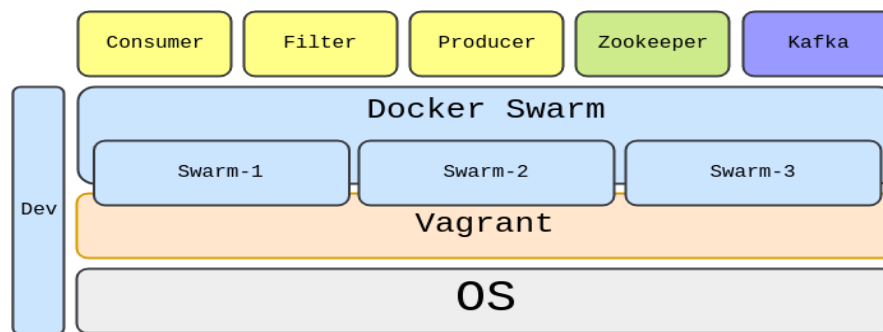 Consumer
Filter
Producer
Zookeeper
Kafka
Docker Swarm
Swarm-1
Swarm-2
Swarm-3
Dev
Vagrant
OS